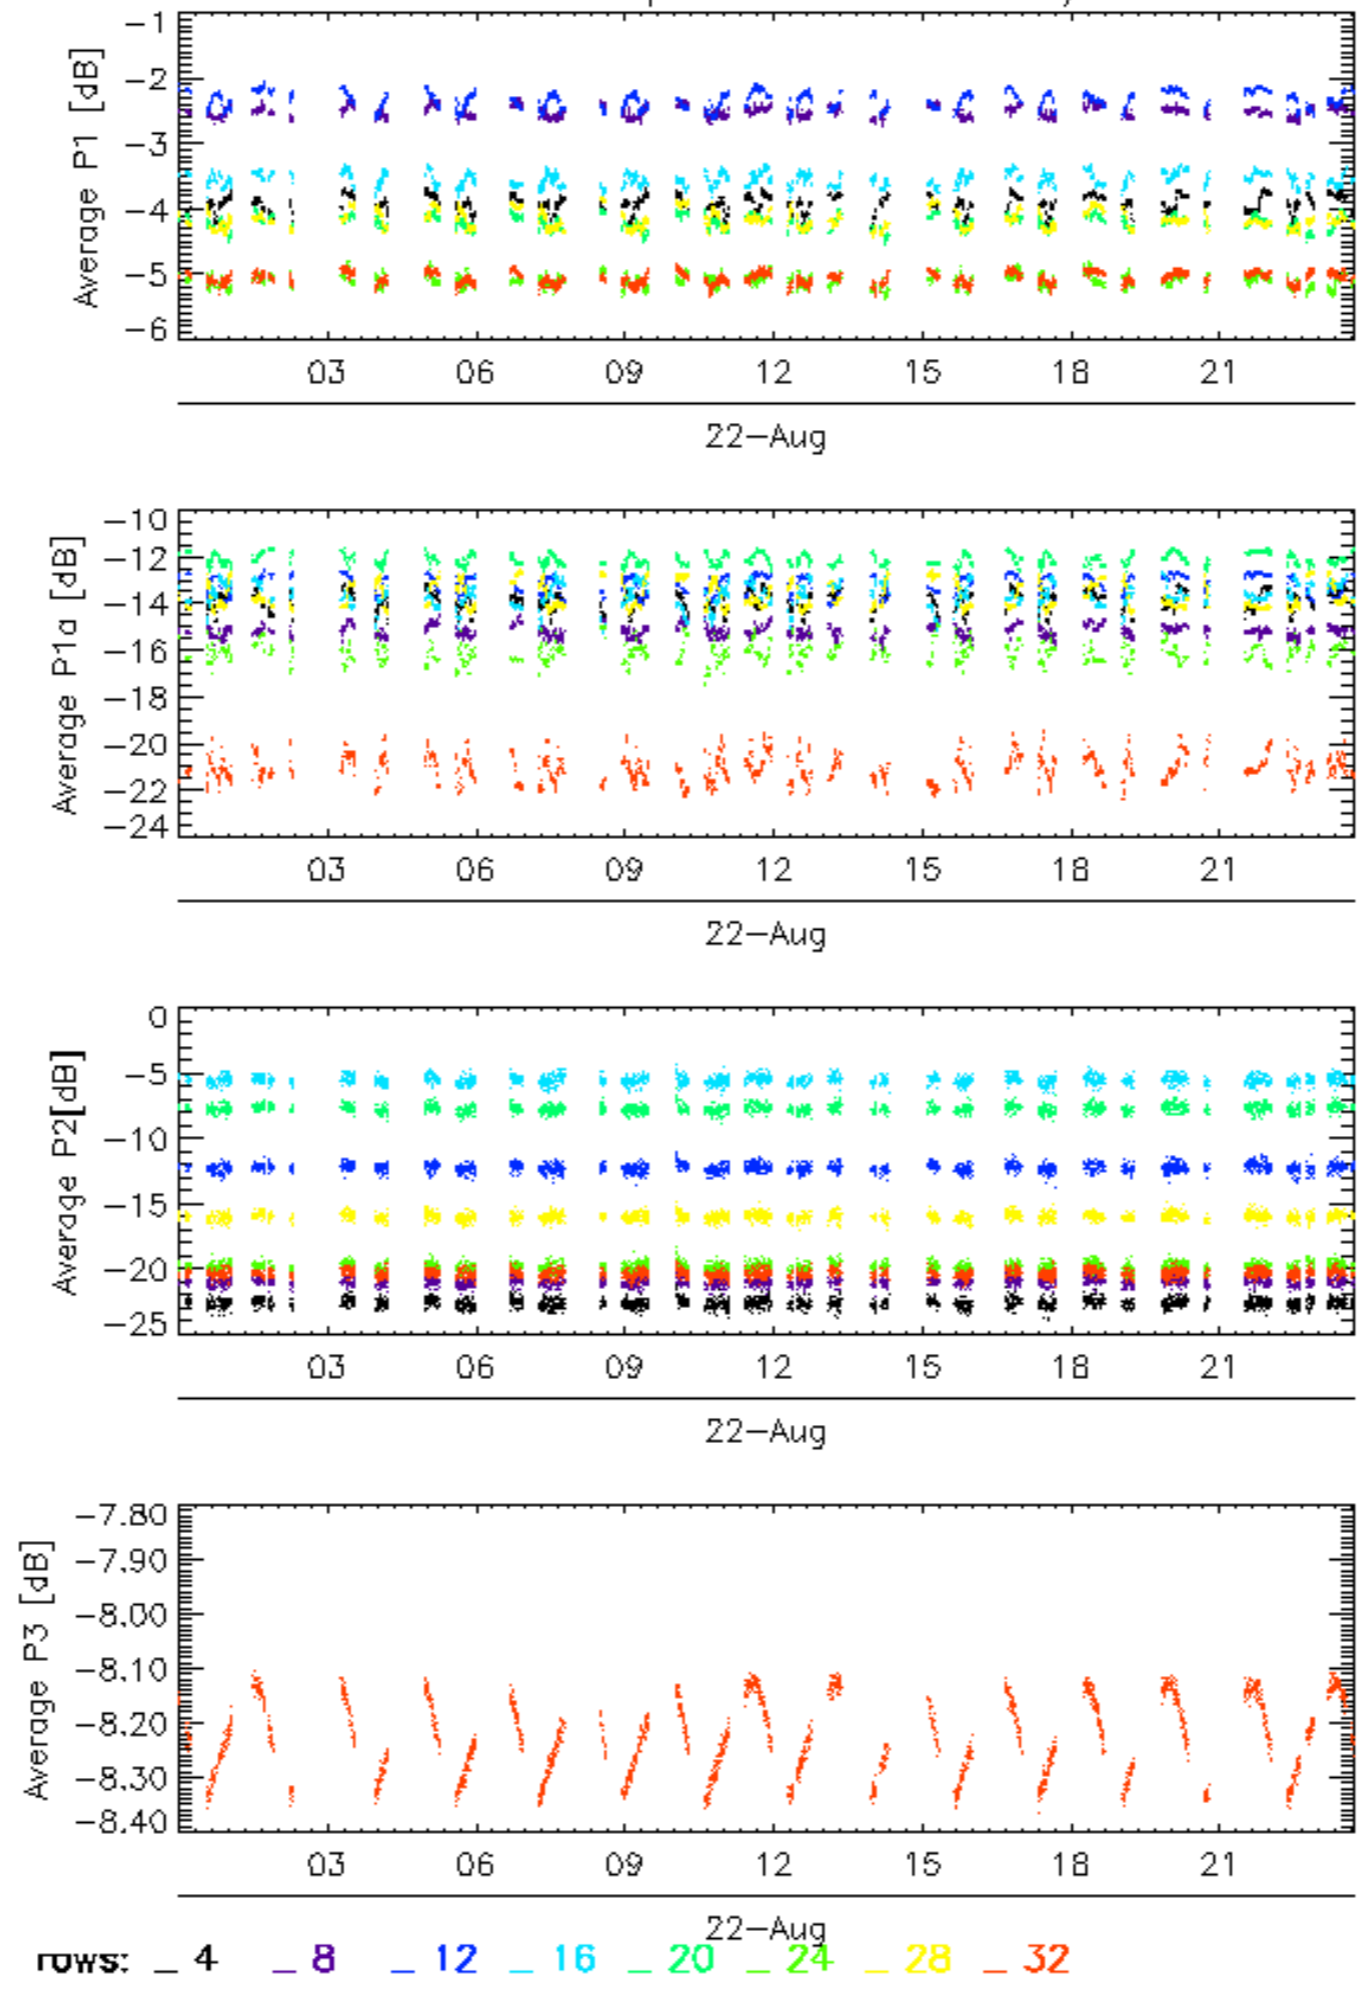 Average P1 [dB]
-1
-2
-3
-4
-5
-6
03 06 09 12 15 18 21
22-Aug
Average P1a [dB]
-10
-12
-14
-16
-18
-20
-22
-24
03 06 09 12 15 18 21
22-Aug
Average P2[dB]
0
-5
-10
-15
-20
-25
03 06 09 12 15 18 21
22-Aug
Average P3 [dB]
-7.80
-7.90
-8.00
-8.10
-8.20
-8.30
-8.40
03 06 09 12 15 18 21
22-Aug
rows: _ 4 _ 8 _ 12 _ 16 _ 20 _ 24 _ 28 _ 32